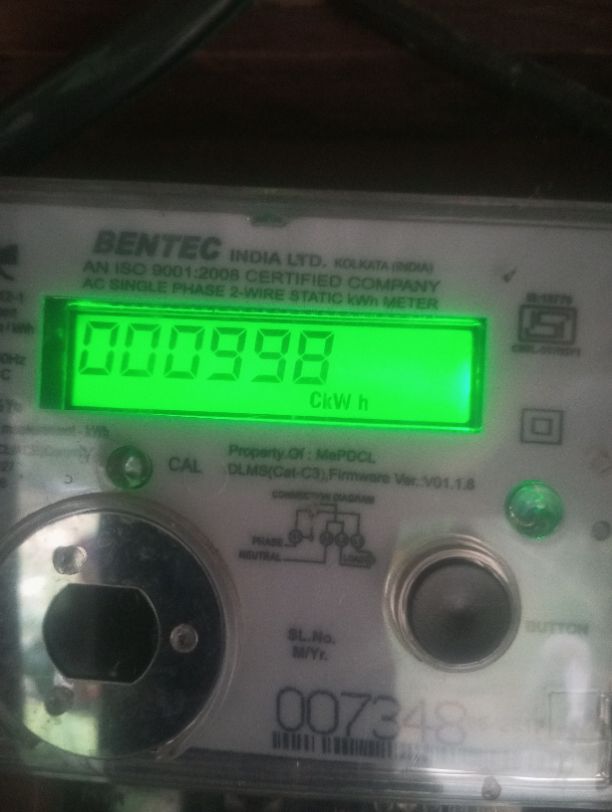 BENTEC INDIA LTD. KOLKATA (INDIA)
AN ISO 9001:2008 CERTIFIED COMPANY
AC SINGLE PHASE 2-WIRE STATIC kWh METER
000998
CkW h
CAL
Property Of : MePDCL
DLMS(Cat-C3),Firmware Ver.:V01.1.8
CONNECTION DIAGRAM
PHASE
NEUTRAL
LOAD
BUTTON
SL.No.
M/Yr.
007348